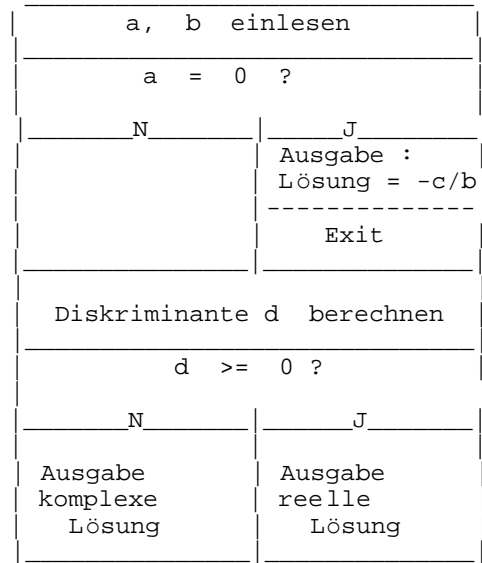 a, b einlesen
a = 0 ?
N J
Ausgabe :
Lösung = -c/b
--------------
Exit
Diskriminante d berechnen
d >= 0 ?
N J
Ausgabe Ausgabe
komplexe reelle
Lösung Lösung